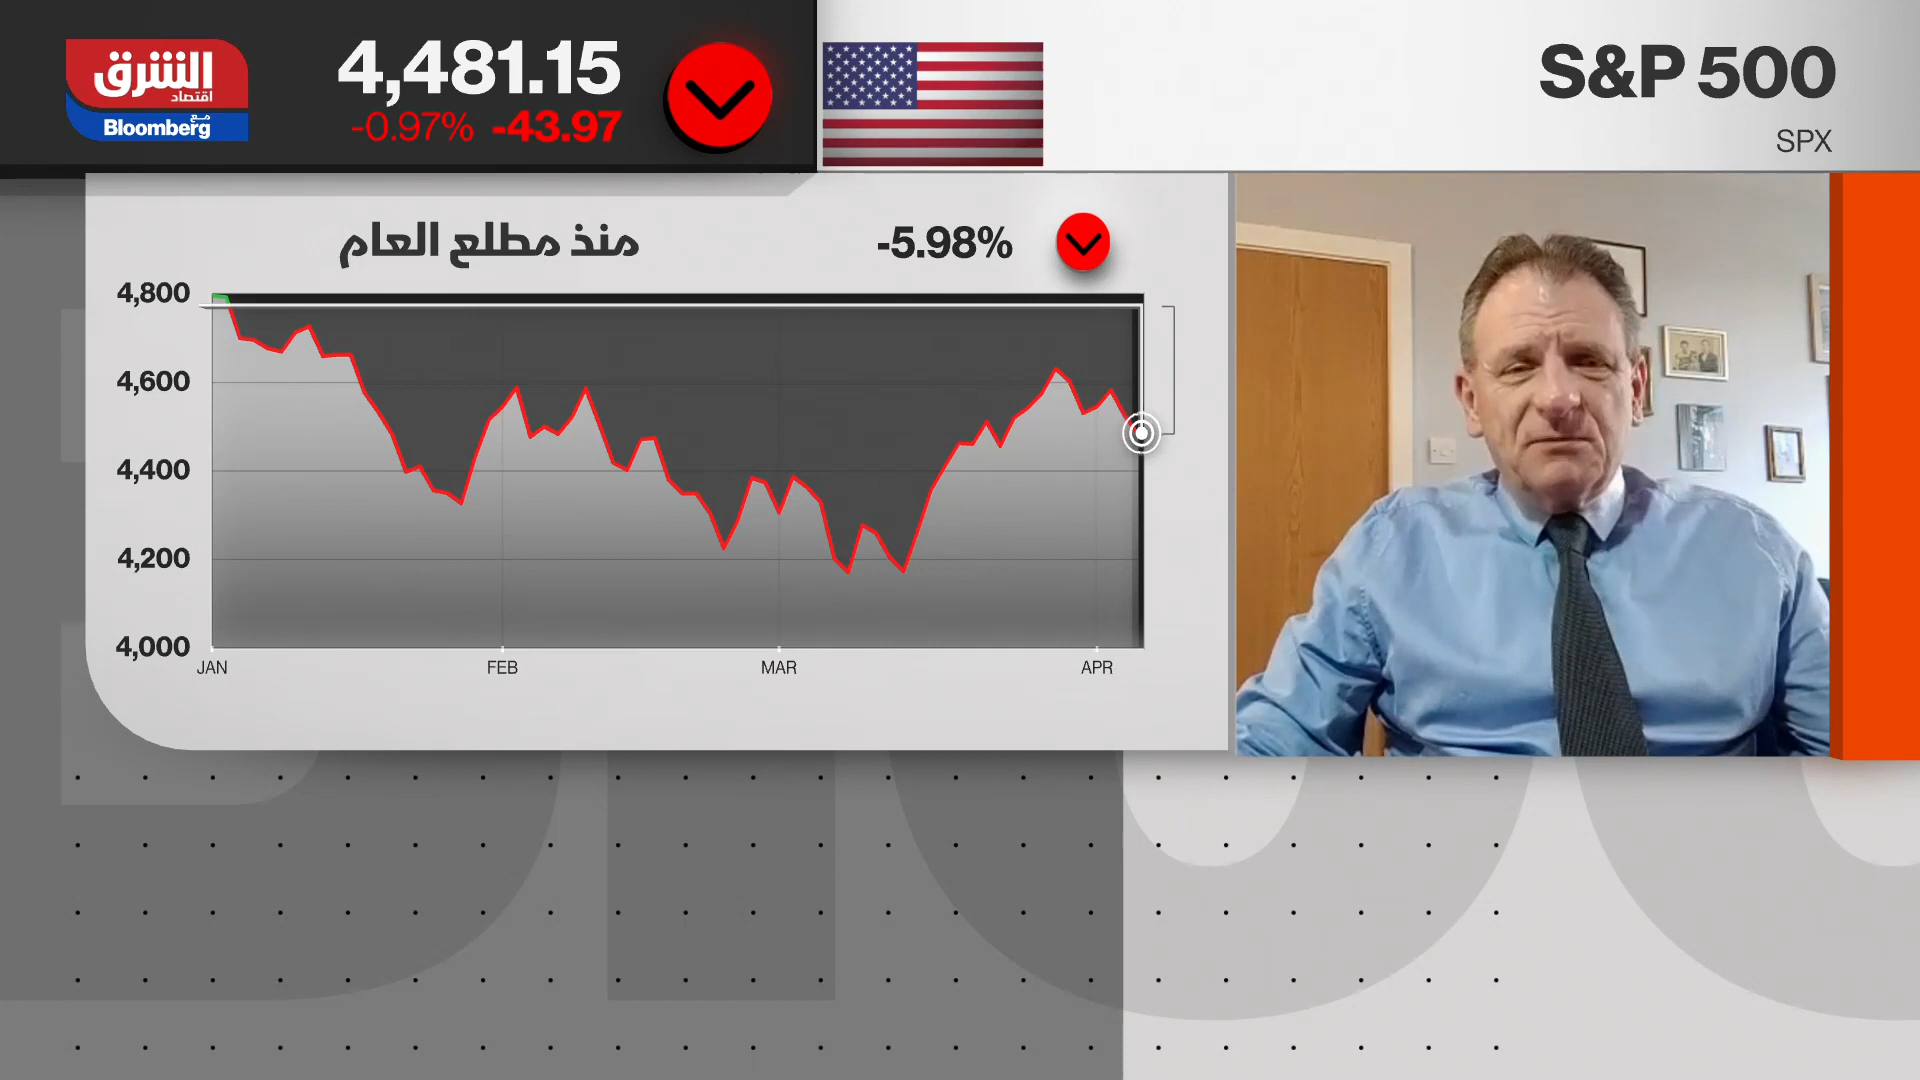 الشرق
اقتصاد
مع
Bloomberg
4,481.15
-0.97% -43.97
S&P 500
SPX
منذ مطلع العام
-5.98%
4,800
4,600
4,400
4,200
4,000
JAN FEB MAR APR